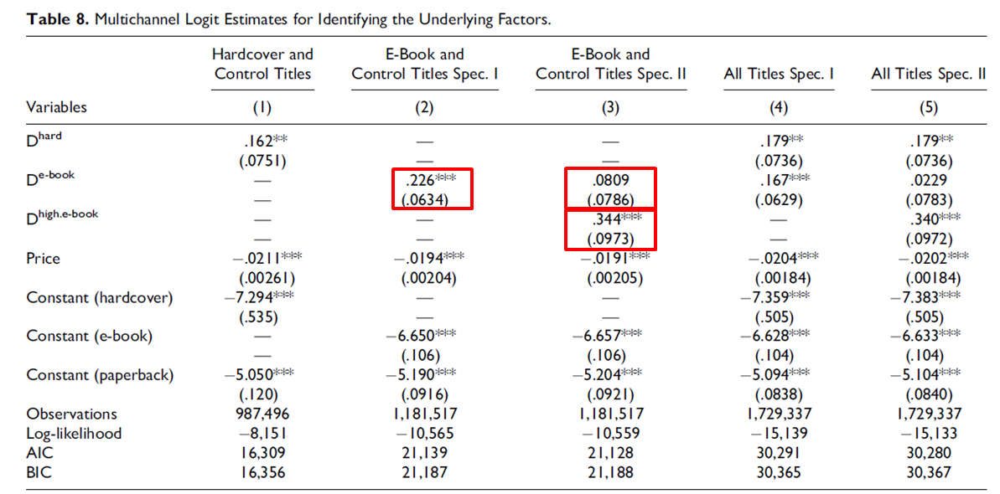 Table 8. Multichannel Logit Estimates for Identifying the Underlying Factors.
Hardcover and E-Book and E-Book and
Control Titles Control Titles Spec. I Control Titles Spec. II All Titles Spec. I All Titles Spec. II
Variables (1) (2) (3) (4) (5)
D^hard .162** — — .179** .179**
(.0751) — — (.0736) (.0736)
D^e-book — .226*** .0809 .167*** .0229
— (.0634) (.0786) (.0629) (.0783)
D^high.e-book — — .344*** — .340***
— — (.0973) — (.0972)
Price −.0211*** −.0194*** −.0191*** −.0204*** −.0202***
(.00261) (.00204) (.00205) (.00184) (.00184)
Constant (hardcover) −7.294*** — — −7.359*** −7.383***
(.535) — — (.505) (.505)
Constant (e-book) — −6.650*** −6.657*** −6.628*** −6.633***
— (.106) (.106) (.104) (.104)
Constant (paperback) −5.050*** −5.190*** −5.204*** −5.094*** −5.104***
(.120) (.0916) (.0921) (.0838) (.0840)
Observations 987,496 1,181,517 1,181,517 1,729,337 1,729,337
Log-likelihood −8,151 −10,565 −10,559 −15,139 −15,133
AIC 16,309 21,139 21,128 30,291 30,280
BIC 16,356 21,187 21,188 30,365 30,367